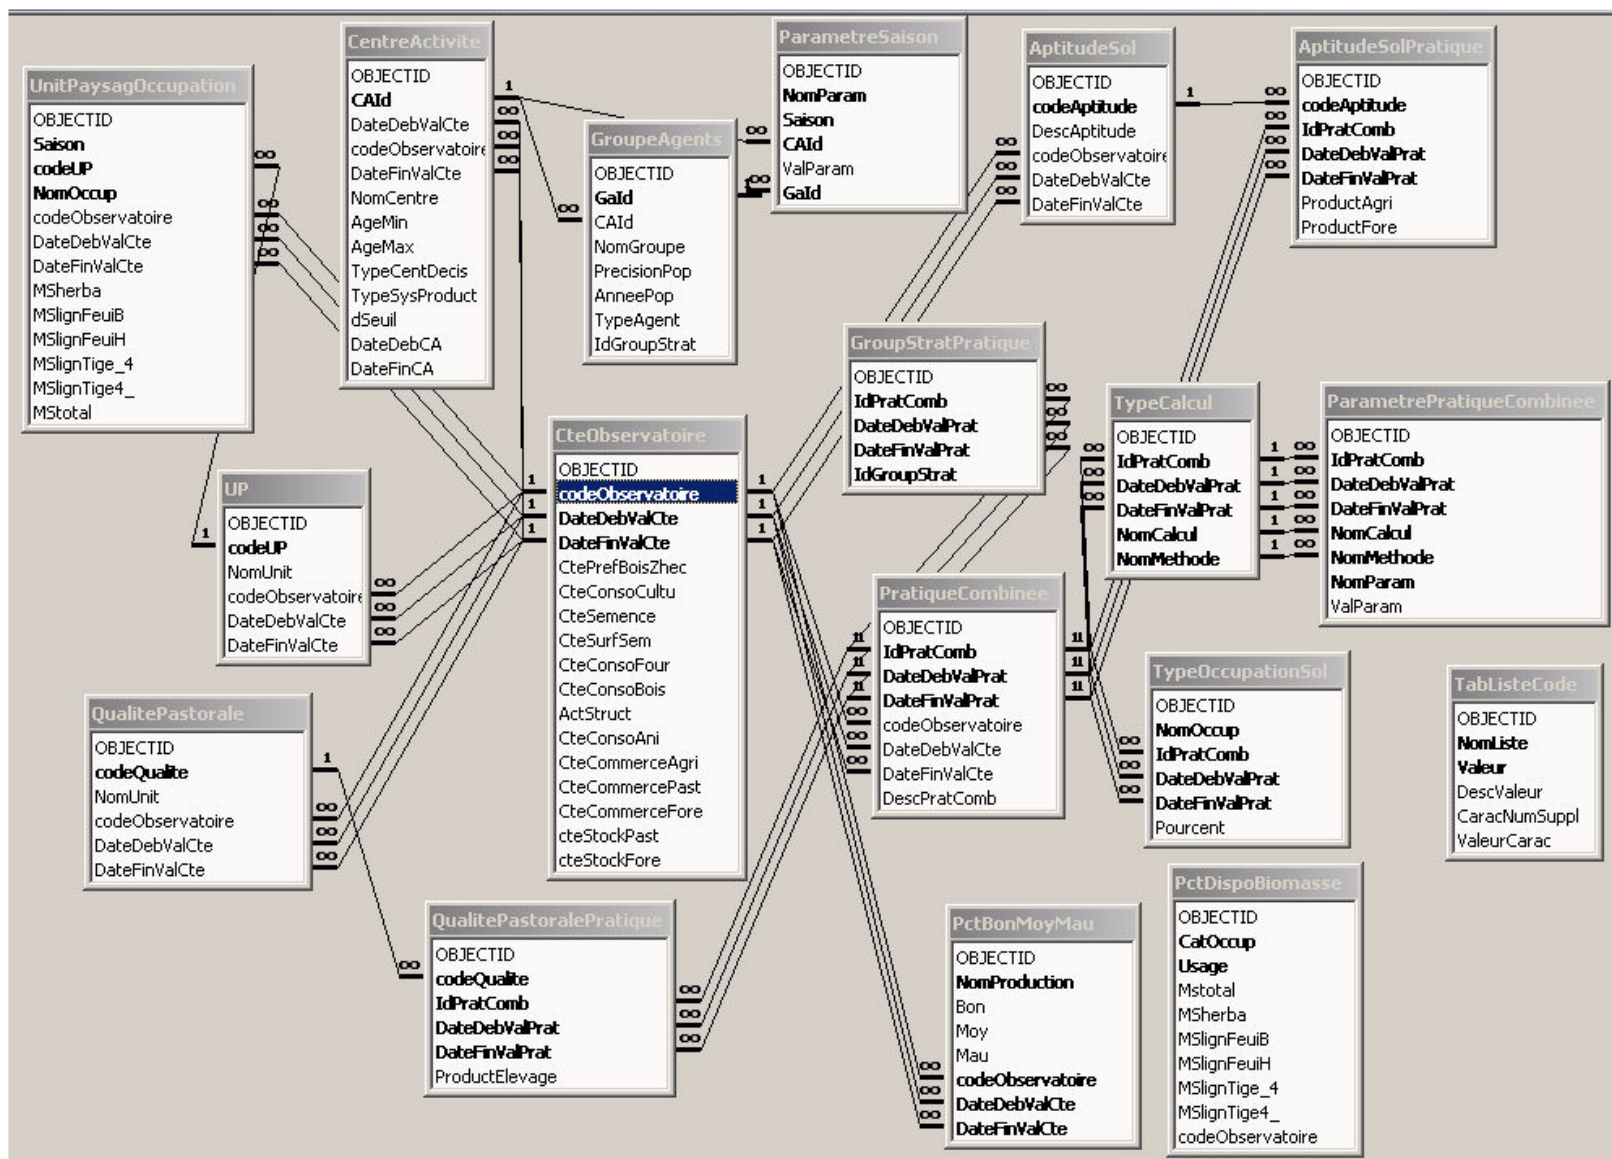 UnitPaysagOccupation
OBJECTID
Saison
codeUP
NomOccup
codeObservatoire
DateDebValCte
DateFinValCte
MSherba
MSlignFeuiB
MSlignFeuiH
MSlignTige_4
MSlignTige4_
MStotal
CentreActivite
OBJECTID
CAId
DateDebValCte
codeObservatoire
DateFinValCte
NomCentre
AgeMin
AgeMax
TypeCentDecis
TypeSysProduct
dSeuil
DateDebCA
DateFinCA
GroupeAgents
OBJECTID
GaId
CAId
NomGroupe
PrecisionPop
AnneePop
TypeAgent
IdGroupStrat
ParametreSaison
OBJECTID
NomParam
Saison
CAId
ValParam
GaId
AptitudeSol
OBJECTID
codeAptitude
DescAptitude
codeObservatoire
DateDebValCte
DateFinValCte
AptitudeSolPratique
OBJECTID
codeAptitude
IdPratComb
DateDebValPrat
DateFinValPrat
ProductAgri
ProductFore
GroupStratPratique
OBJECTID
IdPratComb
DateDebValPrat
DateFinValPrat
IdGroupStrat
TypeCalcul
OBJECTID
IdPratComb
DateDebValPrat
DateFinValPrat
NomCalcul
NomMethode
ParametrePratiqueCombinee
OBJECTID
IdPratComb
DateDebValPrat
DateFinValPrat
NomCalcul
NomMethode
NomParam
ValParam
UP
OBJECTID
codeUP
NomUnit
codeObservatoire
DateDebValCte
DateFinValCte
CteObservatoire
OBJECTID
codeObservatoire
DateDebValCte
DateFinValCte
CtePrefBoisZhec
CteConsoCultu
CteSemence
CteSurfSem
CteConsoFour
CteConsoBois
ActStruct
CteConsoAni
CteCommerceAgri
CteCommercePast
CteCommerceFore
cteStockPast
cteStockFore
PratiqueCombinee
OBJECTID
IdPratComb
DateDebValPrat
DateFinValPrat
codeObservatoire
DateDebValCte
DateFinValCte
DescPratComb
TypeOccupationSol
OBJECTID
NomOccup
IdPratComb
DateDebValPrat
DateFinValPrat
Pourcent
TabListeCode
OBJECTID
NomListe
Valeur
DescValeur
CaracNumSuppl
ValeurCarac
QualitePastorale
OBJECTID
codeQualite
NomUnit
codeObservatoire
DateDebValCte
DateFinValCte
QualitePastoralePratique
OBJECTID
codeQualite
IdPratComb
DateDebValPrat
DateFinValPrat
ProductElevage
PctBonMoyMau
OBJECTID
NomProduction
Bon
Moy
Mau
codeObservatoire
DateDebValCte
DateFinValCte
PctDispoBiomasse
OBJECTID
CatOccup
Usage
Mstotal
MSherba
MSlignFeuiB
MSlignFeuiH
MSlignTige_4
MSlignTige4_
codeObservatoire